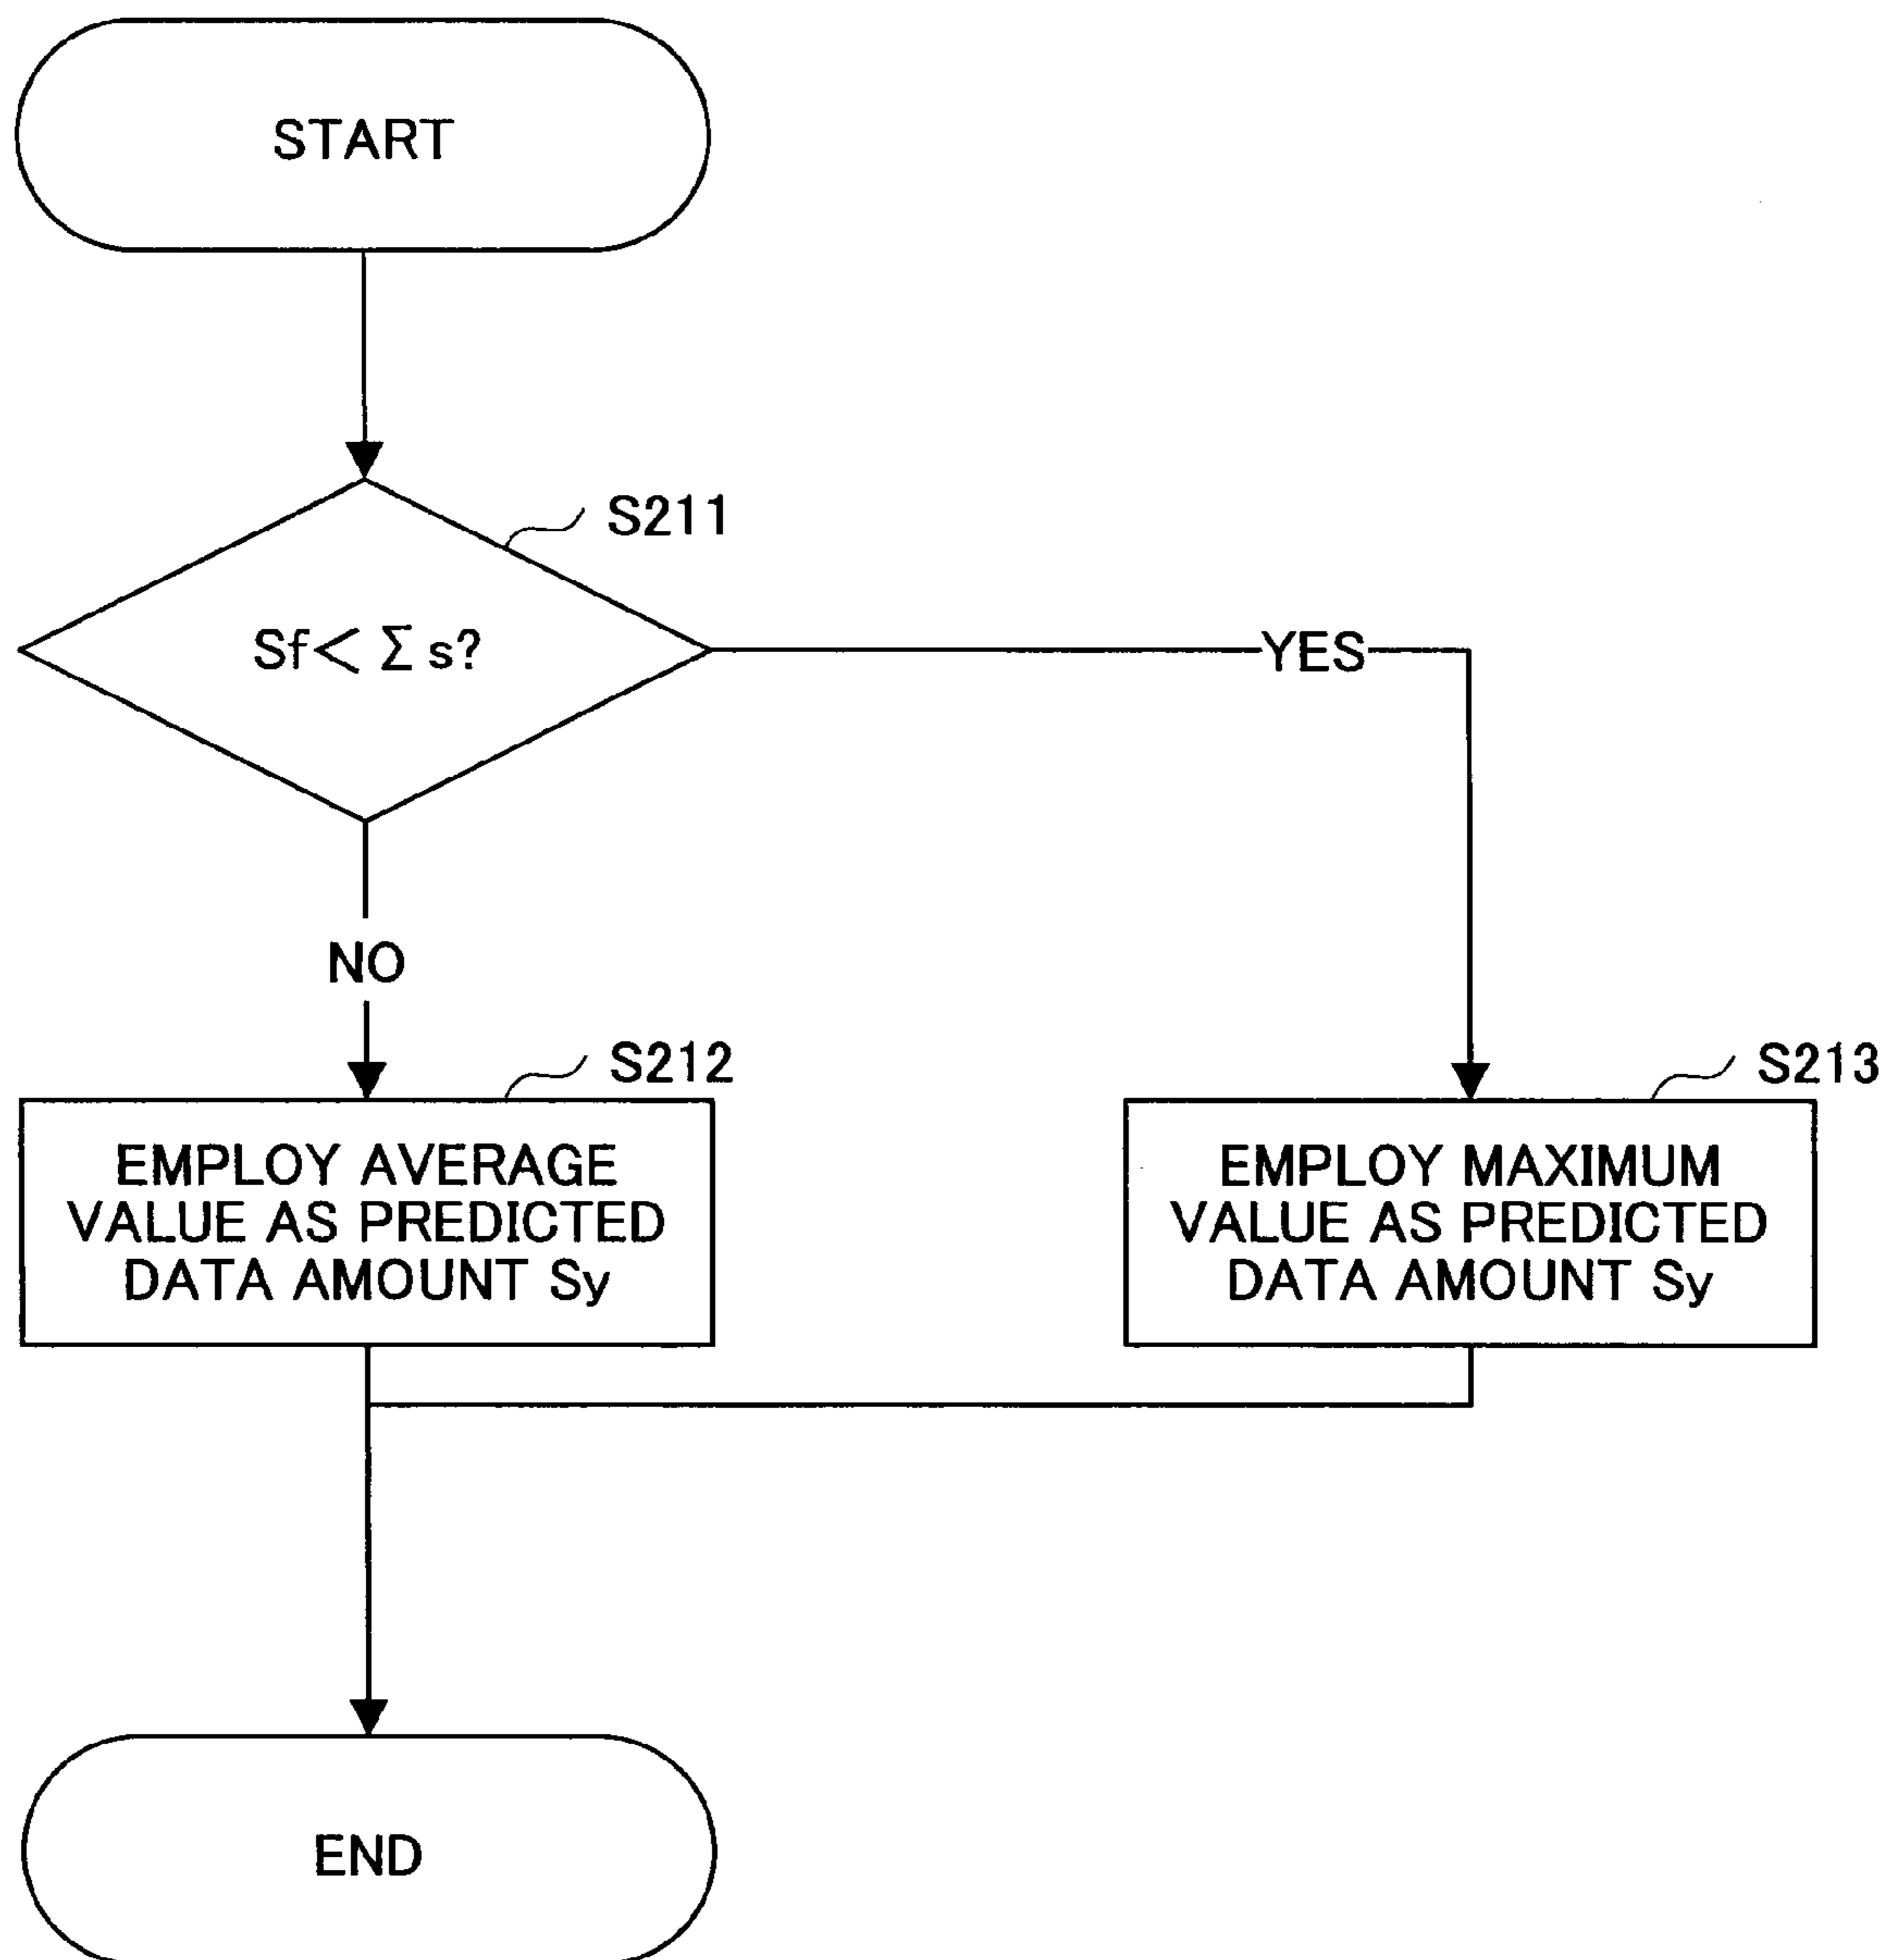 START
S211
Sf< Σs?
YES
NO
S212
S213
EMPLOY AVERAGE
VALUE AS PREDICTED
DATA AMOUNT Sy
EMPLOY MAXIMUM
VALUE AS PREDICTED
DATA AMOUNT Sy
END